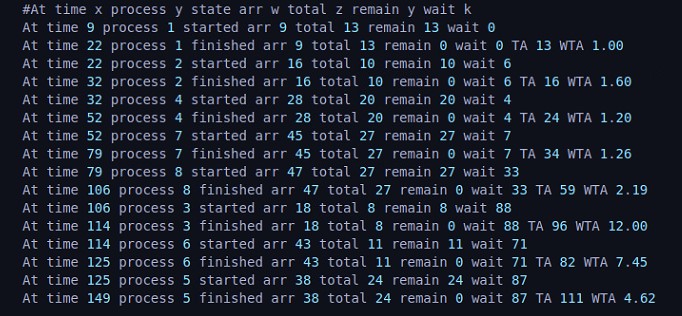 #At time x process y state arr w total z remain y wait k
At time 9 process 1 started arr 9 total 13 remain 13 wait 0
At time 22 process 1 finished arr 9 total 13 remain 0 wait 0 TA 13 WTA 1.00
At time 22 process 2 started arr 16 total 10 remain 10 wait 6
At time 32 process 2 finished arr 16 total 10 remain 0 wait 6 TA 16 WTA 1.60
At time 32 process 4 started arr 28 total 20 remain 20 wait 4
At time 52 process 4 finished arr 28 total 20 remain 0 wait 4 TA 24 WTA 1.20
At time 52 process 7 started arr 45 total 27 remain 27 wait 7
At time 79 process 7 finished arr 45 total 27 remain 0 wait 7 TA 34 WTA 1.26
At time 79 process 8 started arr 47 total 27 remain 27 wait 33
At time 106 process 8 finished arr 47 total 27 remain 0 wait 33 TA 59 WTA 2.19
At time 106 process 3 started arr 18 total 8 remain 8 wait 88
At time 114 process 3 finished arr 18 total 8 remain 0 wait 88 TA 96 WTA 12.00
At time 114 process 6 started arr 43 total 11 remain 11 wait 71
At time 125 process 6 finished arr 43 total 11 remain 0 wait 71 TA 82 WTA 7.45
At time 125 process 5 started arr 38 total 24 remain 24 wait 87
At time 149 process 5 finished arr 38 total 24 remain 0 wait 87 TA 111 WTA 4.62